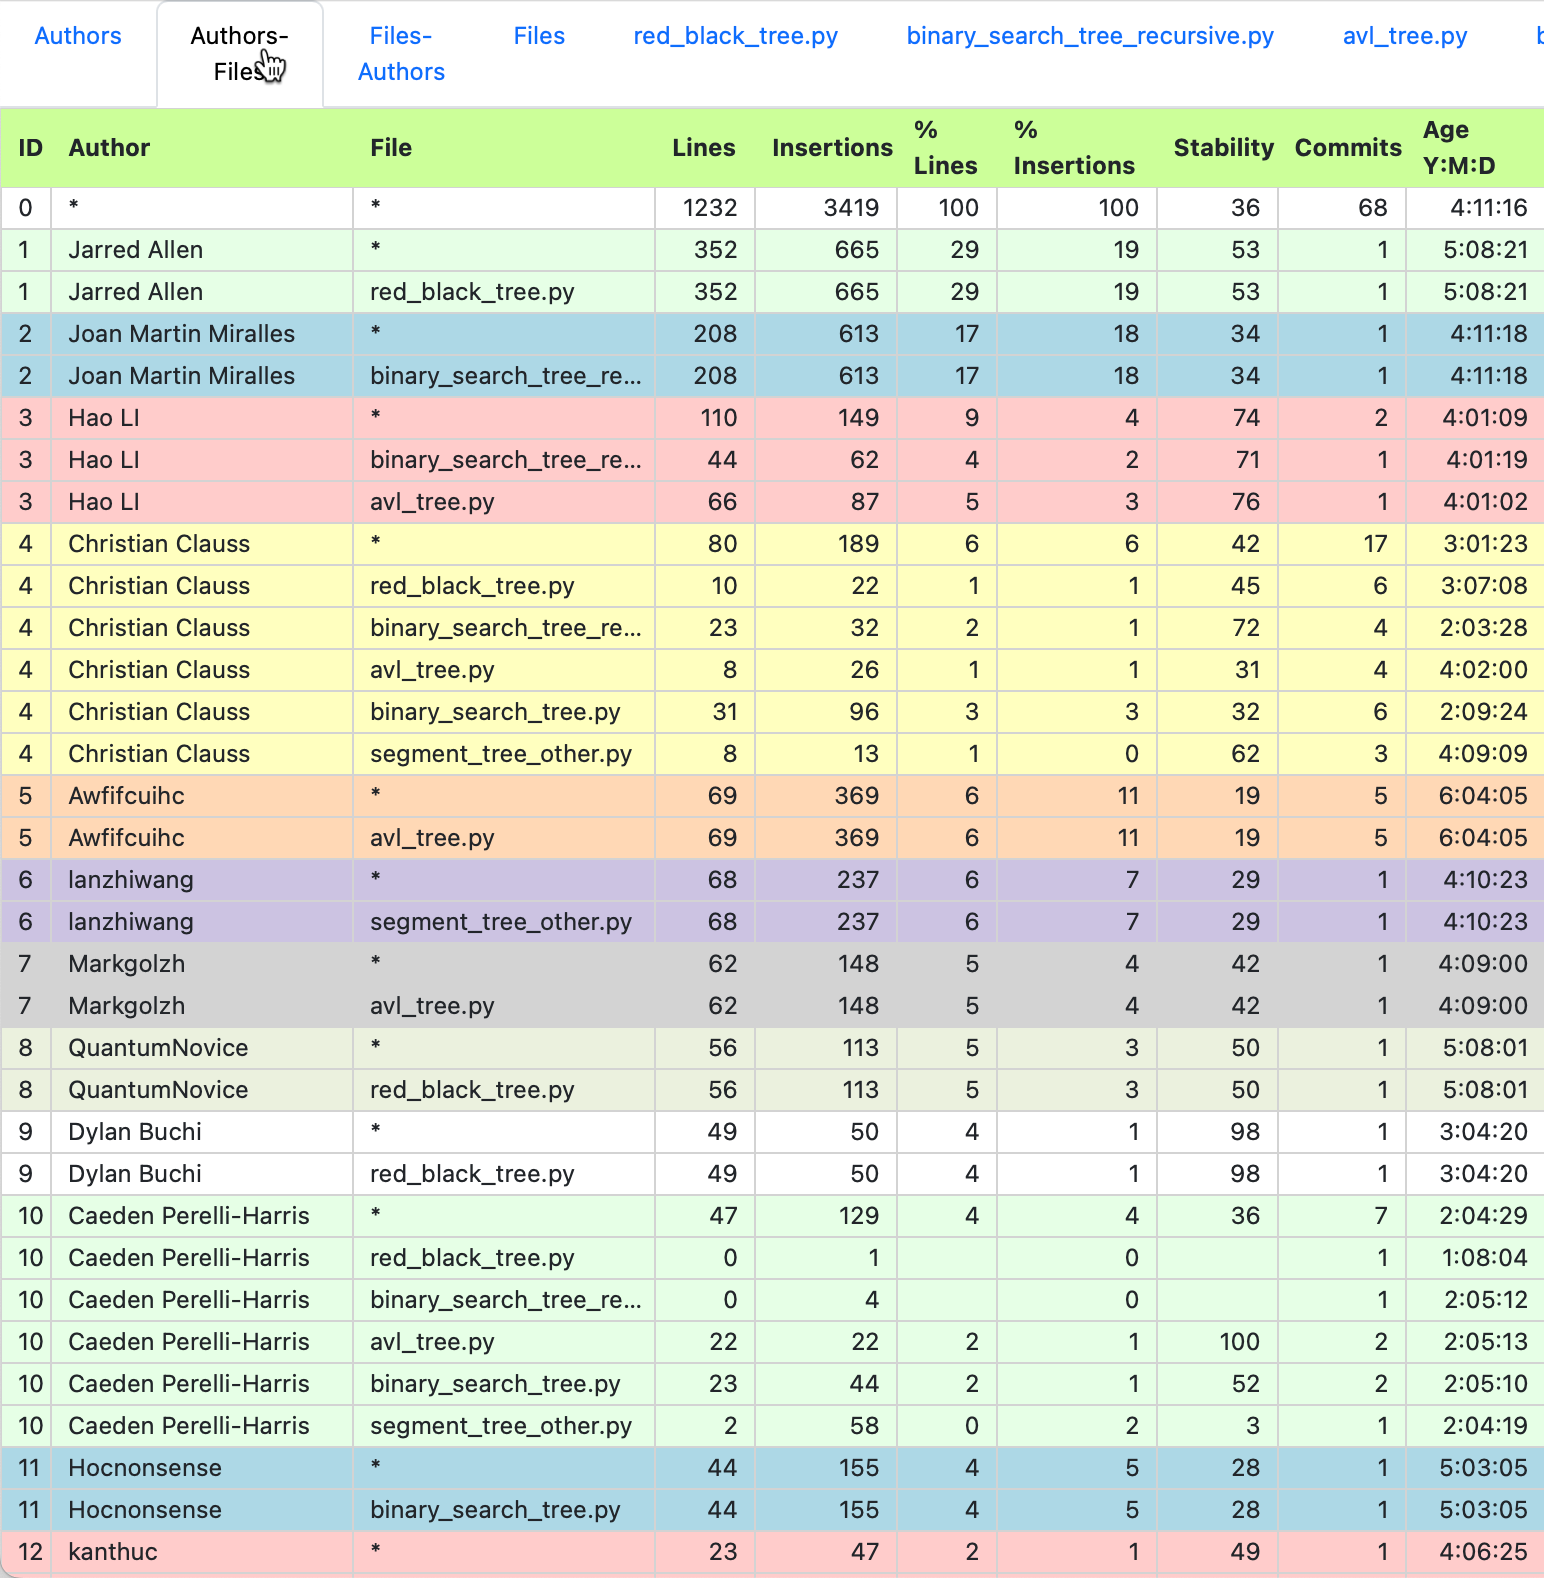 Authors
Authors-
Files
Files-
Authors
Files
red_black_tree.py
binary_search_tree_recursive.py
avl_tree.py
ID Author File Lines Insertions % Lines % Insertions Stability Commits Age Y:M:D
0 * * 1232 3419 100 100 36 68 4:11:16
1 Jarred Allen * 352 665 29 19 53 1 5:08:21
1 Jarred Allen red_black_tree.py 352 665 29 19 53 1 5:08:21
2 Joan Martin Miralles * 208 613 17 18 34 1 4:11:18
2 Joan Martin Miralles binary_search_tree_re... 208 613 17 18 34 1 4:11:18
3 Hao LI * 110 149 9 4 74 2 4:01:09
3 Hao LI binary_search_tree_re... 44 62 4 2 71 1 4:01:19
3 Hao LI avl_tree.py 66 87 5 3 76 1 4:01:02
4 Christian Clauss * 80 189 6 6 42 17 3:01:23
4 Christian Clauss red_black_tree.py 10 22 1 1 45 6 3:07:08
4 Christian Clauss binary_search_tree_re... 23 32 2 1 72 4 2:03:28
4 Christian Clauss avl_tree.py 8 26 1 1 31 4 4:02:00
4 Christian Clauss binary_search_tree.py 31 96 3 3 32 6 2:09:24
4 Christian Clauss segment_tree_other.py 8 13 1 0 62 3 4:09:09
5 Awfifcuihc * 69 369 6 11 19 5 6:04:05
5 Awfifcuihc avl_tree.py 69 369 6 11 19 5 6:04:05
6 lanzhiwang * 68 237 6 7 29 1 4:10:23
6 lanzhiwang segment_tree_other.py 68 237 6 7 29 1 4:10:23
7 Markgolzh * 62 148 5 4 42 1 4:09:00
7 Markgolzh avl_tree.py 62 148 5 4 42 1 4:09:00
8 QuantumNovice * 56 113 5 3 50 1 5:08:01
8 QuantumNovice red_black_tree.py 56 113 5 3 50 1 5:08:01
9 Dylan Buchi * 49 50 4 1 98 1 3:04:20
9 Dylan Buchi red_black_tree.py 49 50 4 1 98 1 3:04:20
10 Caeden Perelli-Harris * 47 129 4 4 36 7 2:04:29
10 Caeden Perelli-Harris red_black_tree.py 0 1 0 1 1:08:04
10 Caeden Perelli-Harris binary_search_tree_re... 0 4 0 1 2:05:12
10 Caeden Perelli-Harris avl_tree.py 22 22 2 1 100 2 2:05:13
10 Caeden Perelli-Harris binary_search_tree.py 23 44 2 1 52 2 2:05:10
10 Caeden Perelli-Harris segment_tree_other.py 2 58 0 2 3 1 2:04:19
11 Hocnonsense * 44 155 4 5 28 1 5:03:05
11 Hocnonsense binary_search_tree.py 44 155 4 5 28 1 5:03:05
12 kanthuc * 23 47 2 1 49 1 4:06:25